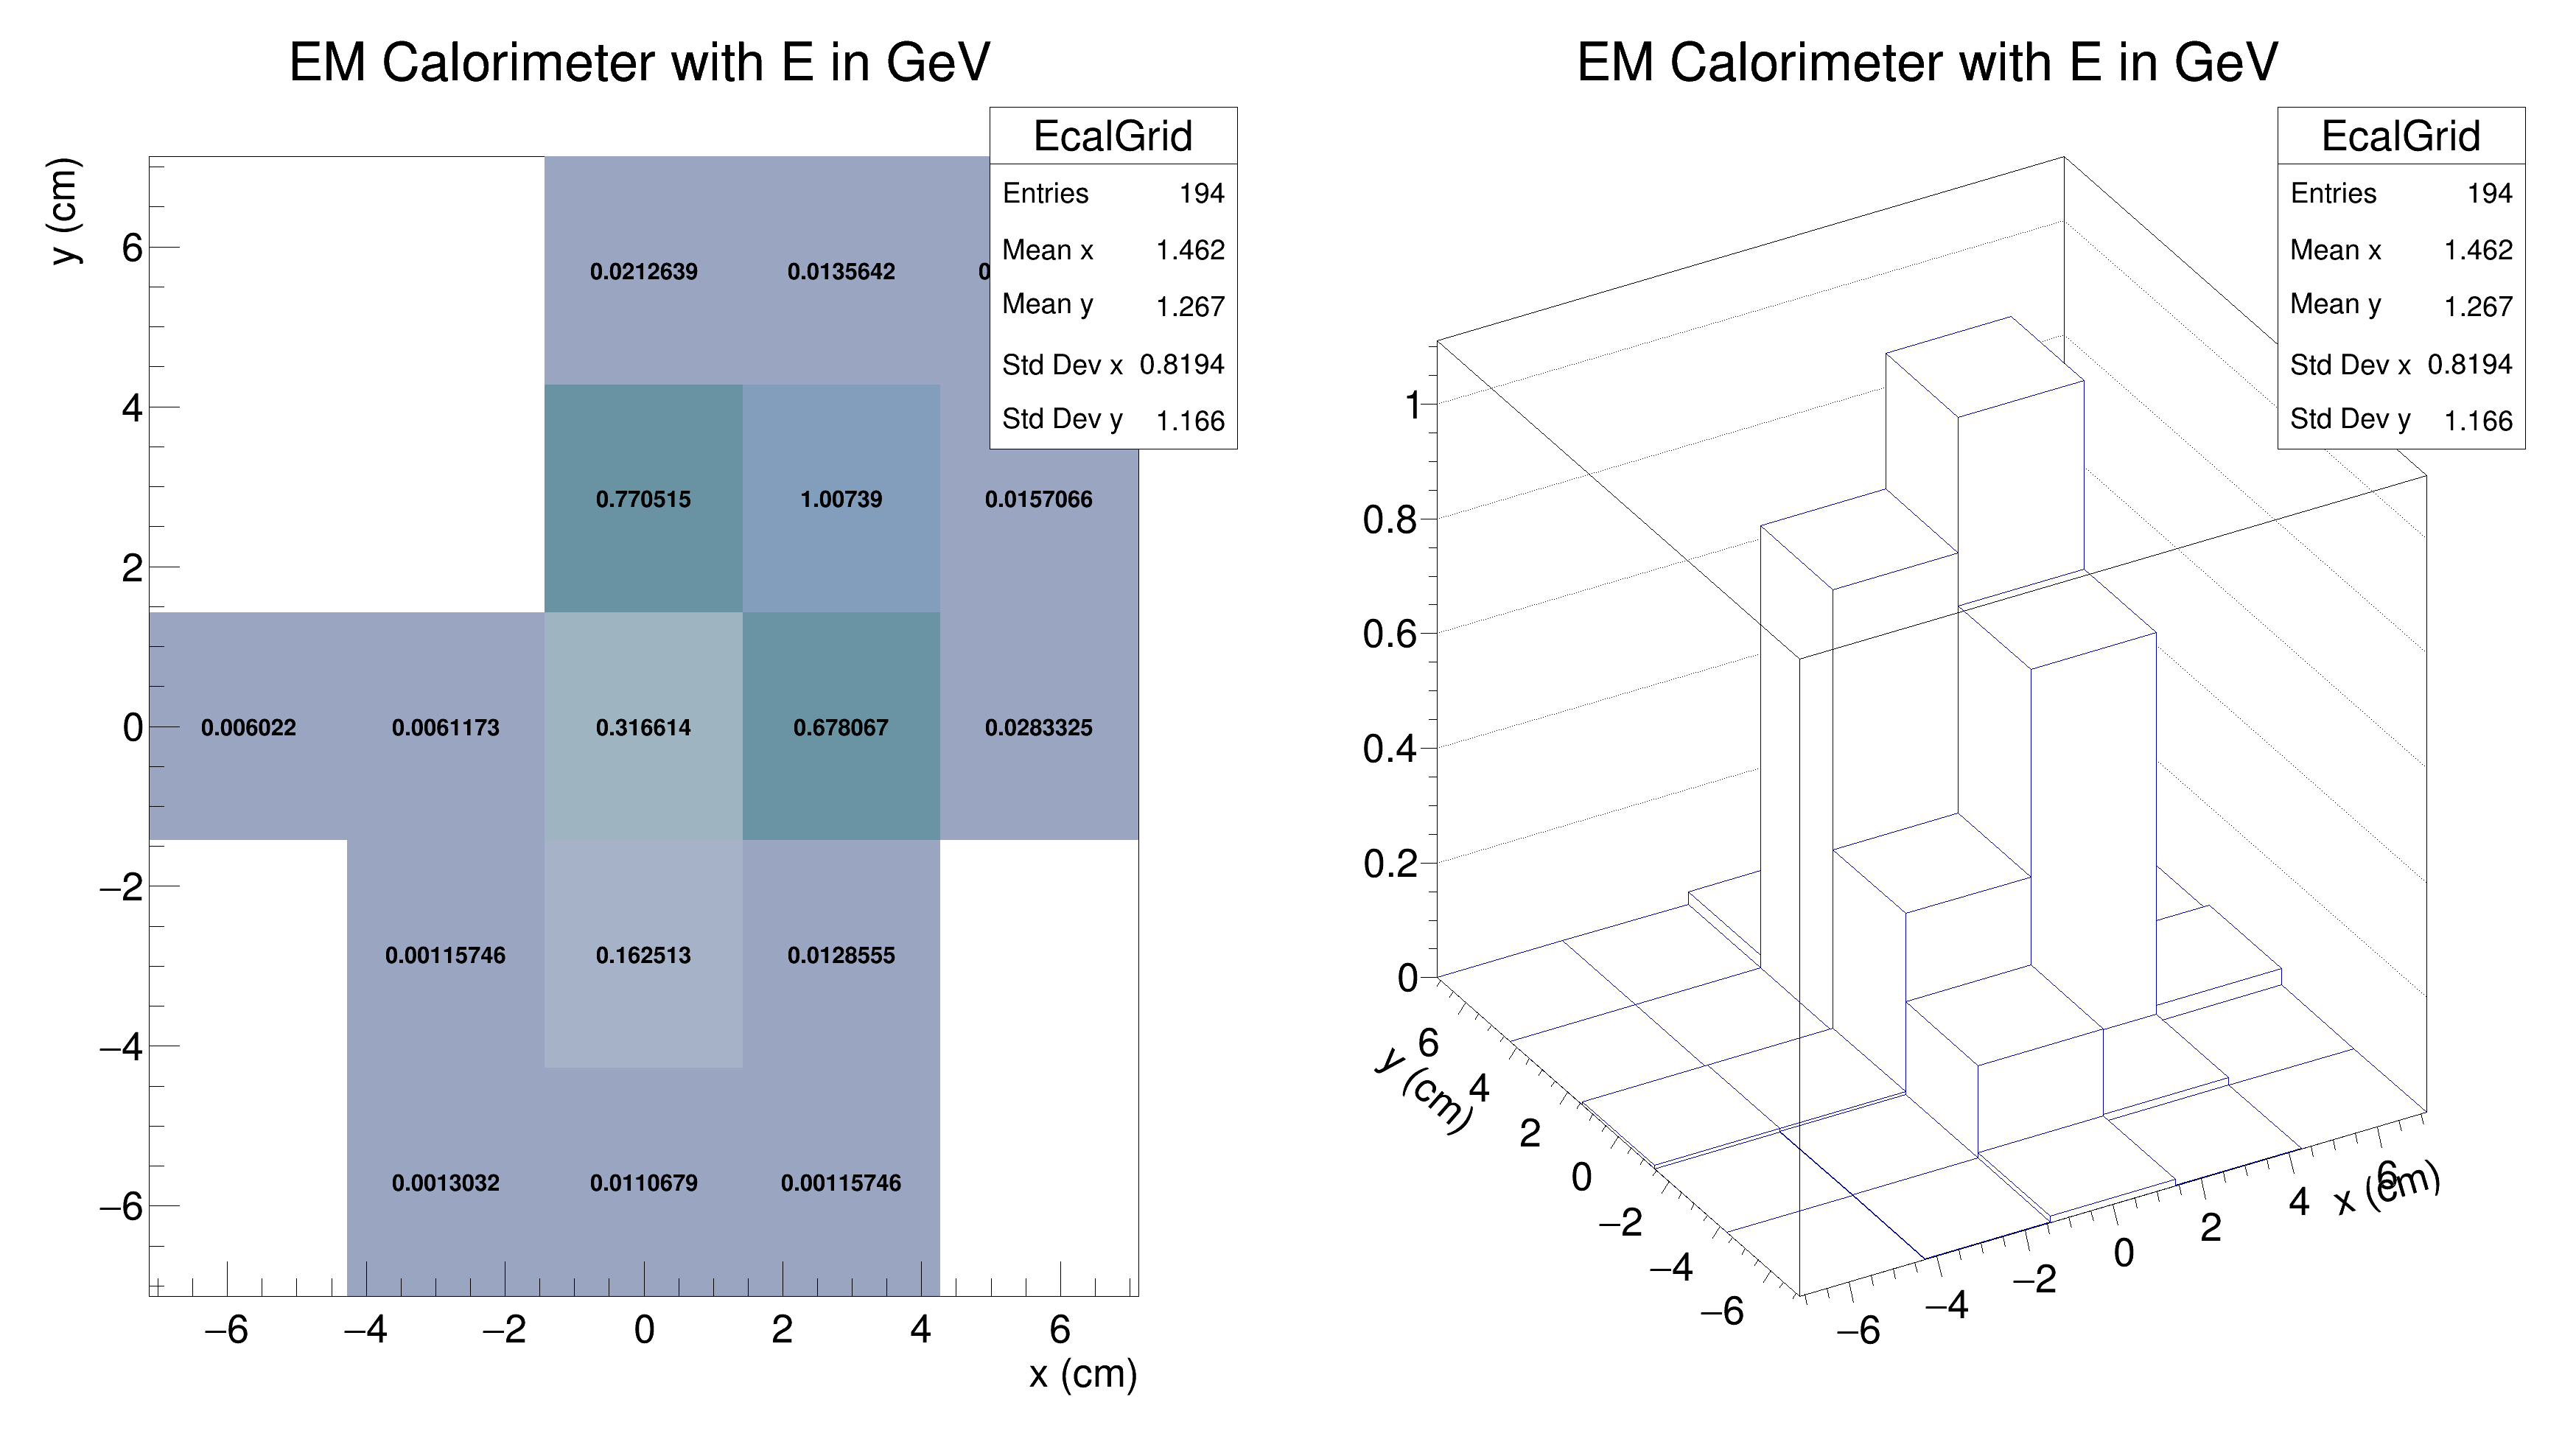 EM Calorimeter with E in GeV
EcalGrid
Entries 194
Mean x 1.462
Mean y 1.267
Std Dev x 0.8194
Std Dev y 1.166
y (cm)
6
4
2
0
−2
−4
−6
0.0212639 0.0135642
0.770515 1.00739 0.0157066
0.006022 0.0061173 0.316614 0.678067 0.0283325
0.00115746 0.162513 0.0128555
0.0013032 0.0110679 0.00115746
−6 −4 −2 0 2 4 6
x (cm)
EM Calorimeter with E in GeV
EcalGrid
Entries 194
Mean x 1.462
Mean y 1.267
Std Dev x 0.8194
Std Dev y 1.166
1
0.8
0.6
0.4
0.2
0
y (cm)
6
4
2
0
−2
−4
−6
−6 −4 −2 0 2 4 6
x (cm)